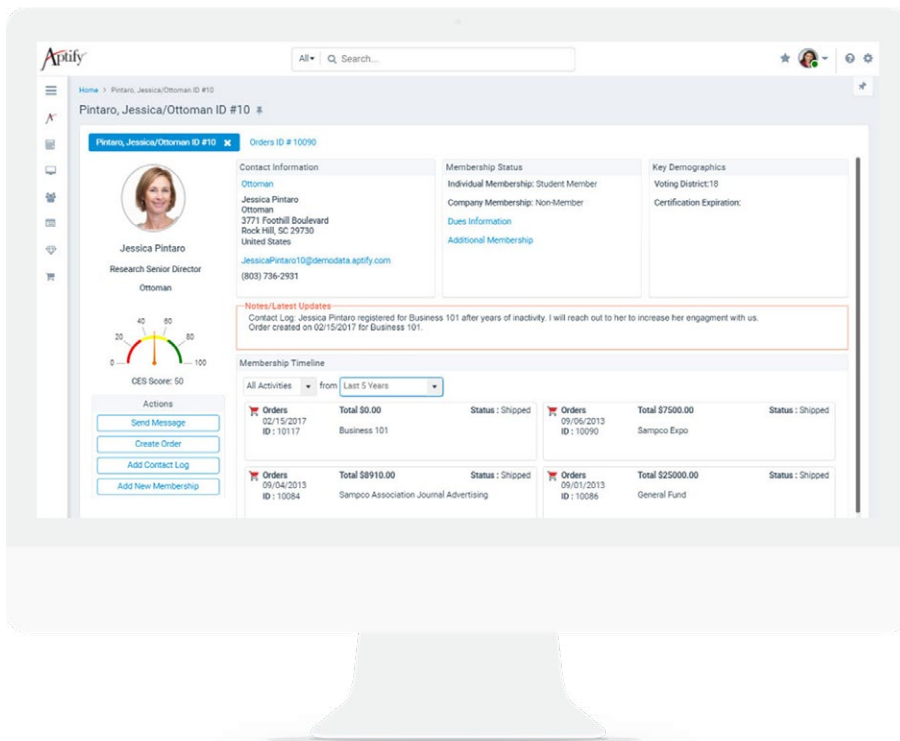 Aptify
All
Search...
Home > Pintaro, Jessica/Ottoman ID #10
Pintaro, Jessica/Ottoman ID #10
Pintaro, Jessica/Ottoman ID #10 x
Orders ID # 10090
Jessica Pintaro
Research Senior Director
Ottoman
0 20 40 60 80 100
CES Score: 50
Actions
Send Message
Create Order
Add Contact Log
Add New Membership
Contact Information
Ottoman
Jessica Pintaro
Ottoman
3771 Foothill Boulevard
Rock Hill, SC 29730
United States
JessicaPintaro10@demodata.aptify.com
(803) 736-2931
Membership Status
Individual Membership: Student Member
Company Membership: Non-Member
Dues Information
Additional Membership
Key Demographics
Voting District:18
Certification Expiration:
Notes/Latest Updates
Contact Log: Jessica Pintaro registered for Business 101 after years of inactivity. I will reach out to her to increase her engagment with us.
Order created on 02/15/2017 for Business 101.
Membership Timeline
All Activities from Last 5 Years
Orders Total $0.00 Status : Shipped
02/15/2017
ID : 10117 Business 101
Orders Total $7500.00 Status : Shipped
09/06/2013
ID : 10090 Sampco Expo
Orders Total $8910.00 Status : Shipped
09/04/2013
ID : 10084 Sampco Association Journal Advertising
Orders Total $25000.00 Status : Shipped
09/01/2013
ID : 10086 General Fund